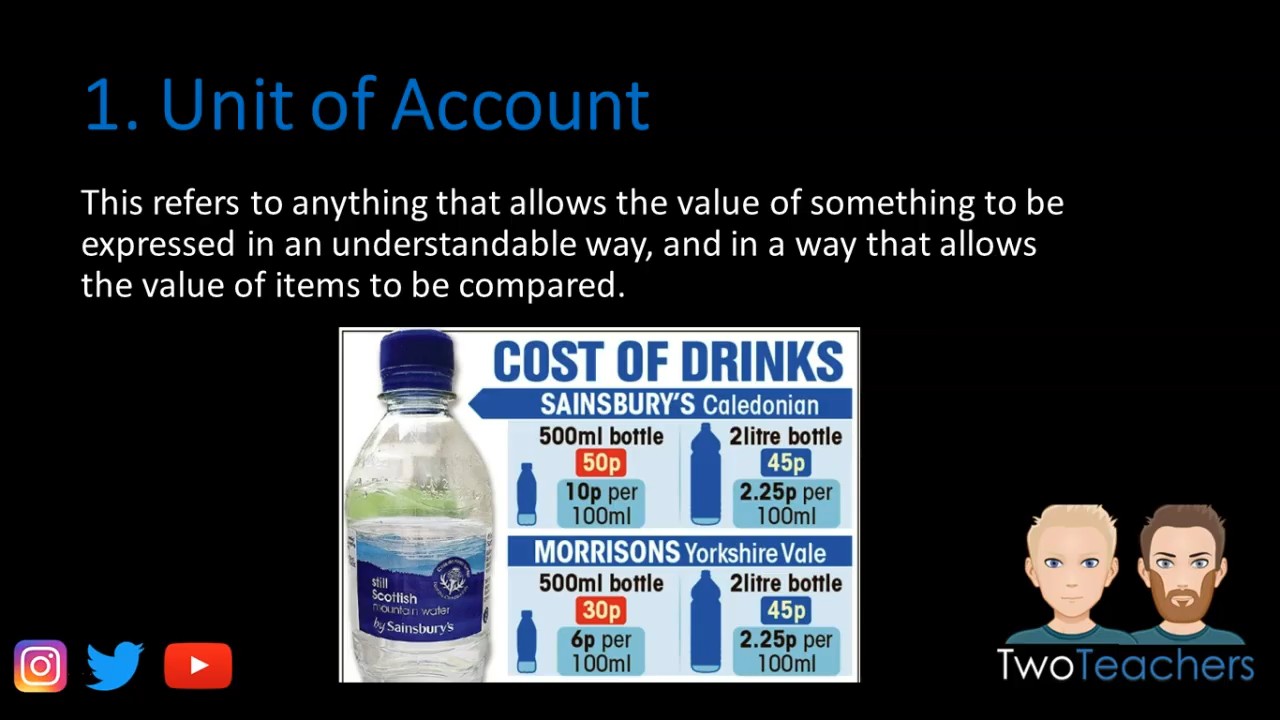 1. Unit of Account
This refers to anything that allows the value of something to be
expressed in an understandable way, and in a way that allows
the value of items to be compared.
COST OF DRINKS
SAINSBURY'S Caledonian
500ml bottle
50p
10p per
100ml
2litre bottle
45p
2.25p per
100ml
MORRISONS Yorkshire Vale
500ml bottle
30p
6p per
100ml
2litre bottle
45p
2.25p per
100ml
still
Scottish
mountain water
by Sainsbury's
TwoTeachers